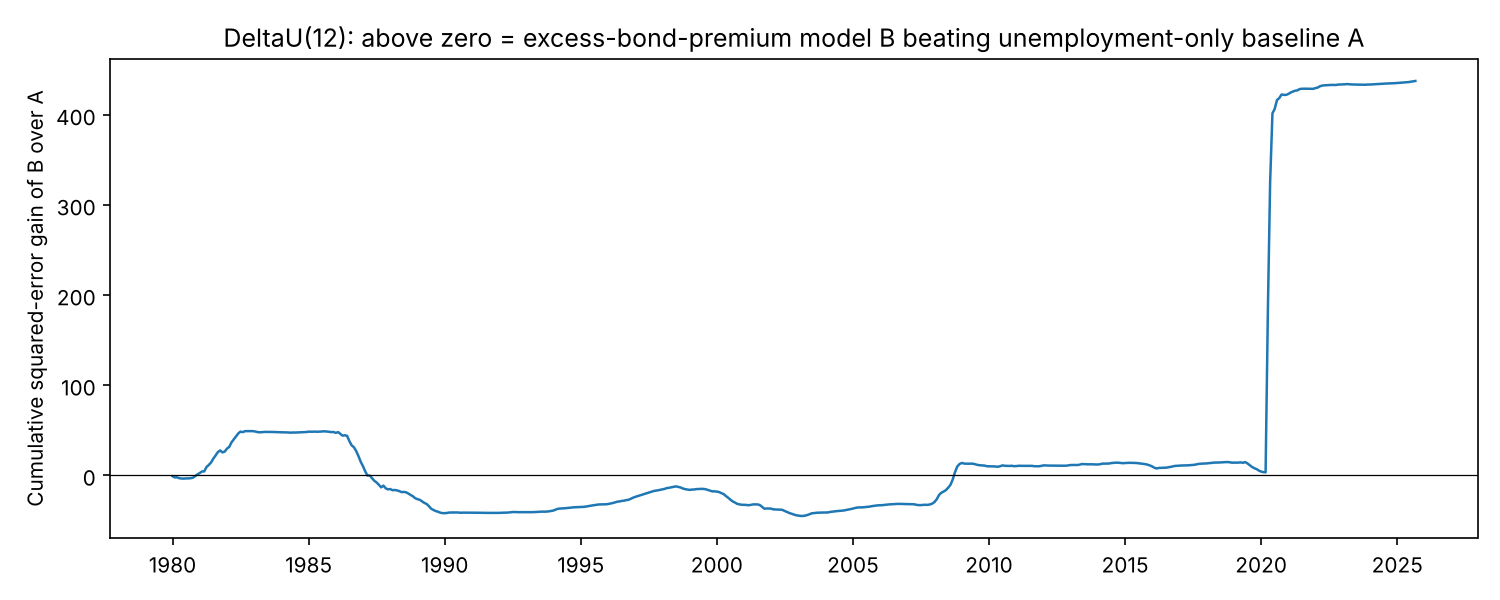 DeltaU(12): above zero = excess-bond-premium model B beating unemployment-only baseline A
Cumulative squared-error gain of B over A
400
300
200
100
0
1980 1985 1990 1995 2000 2005 2010 2015 2020 2025